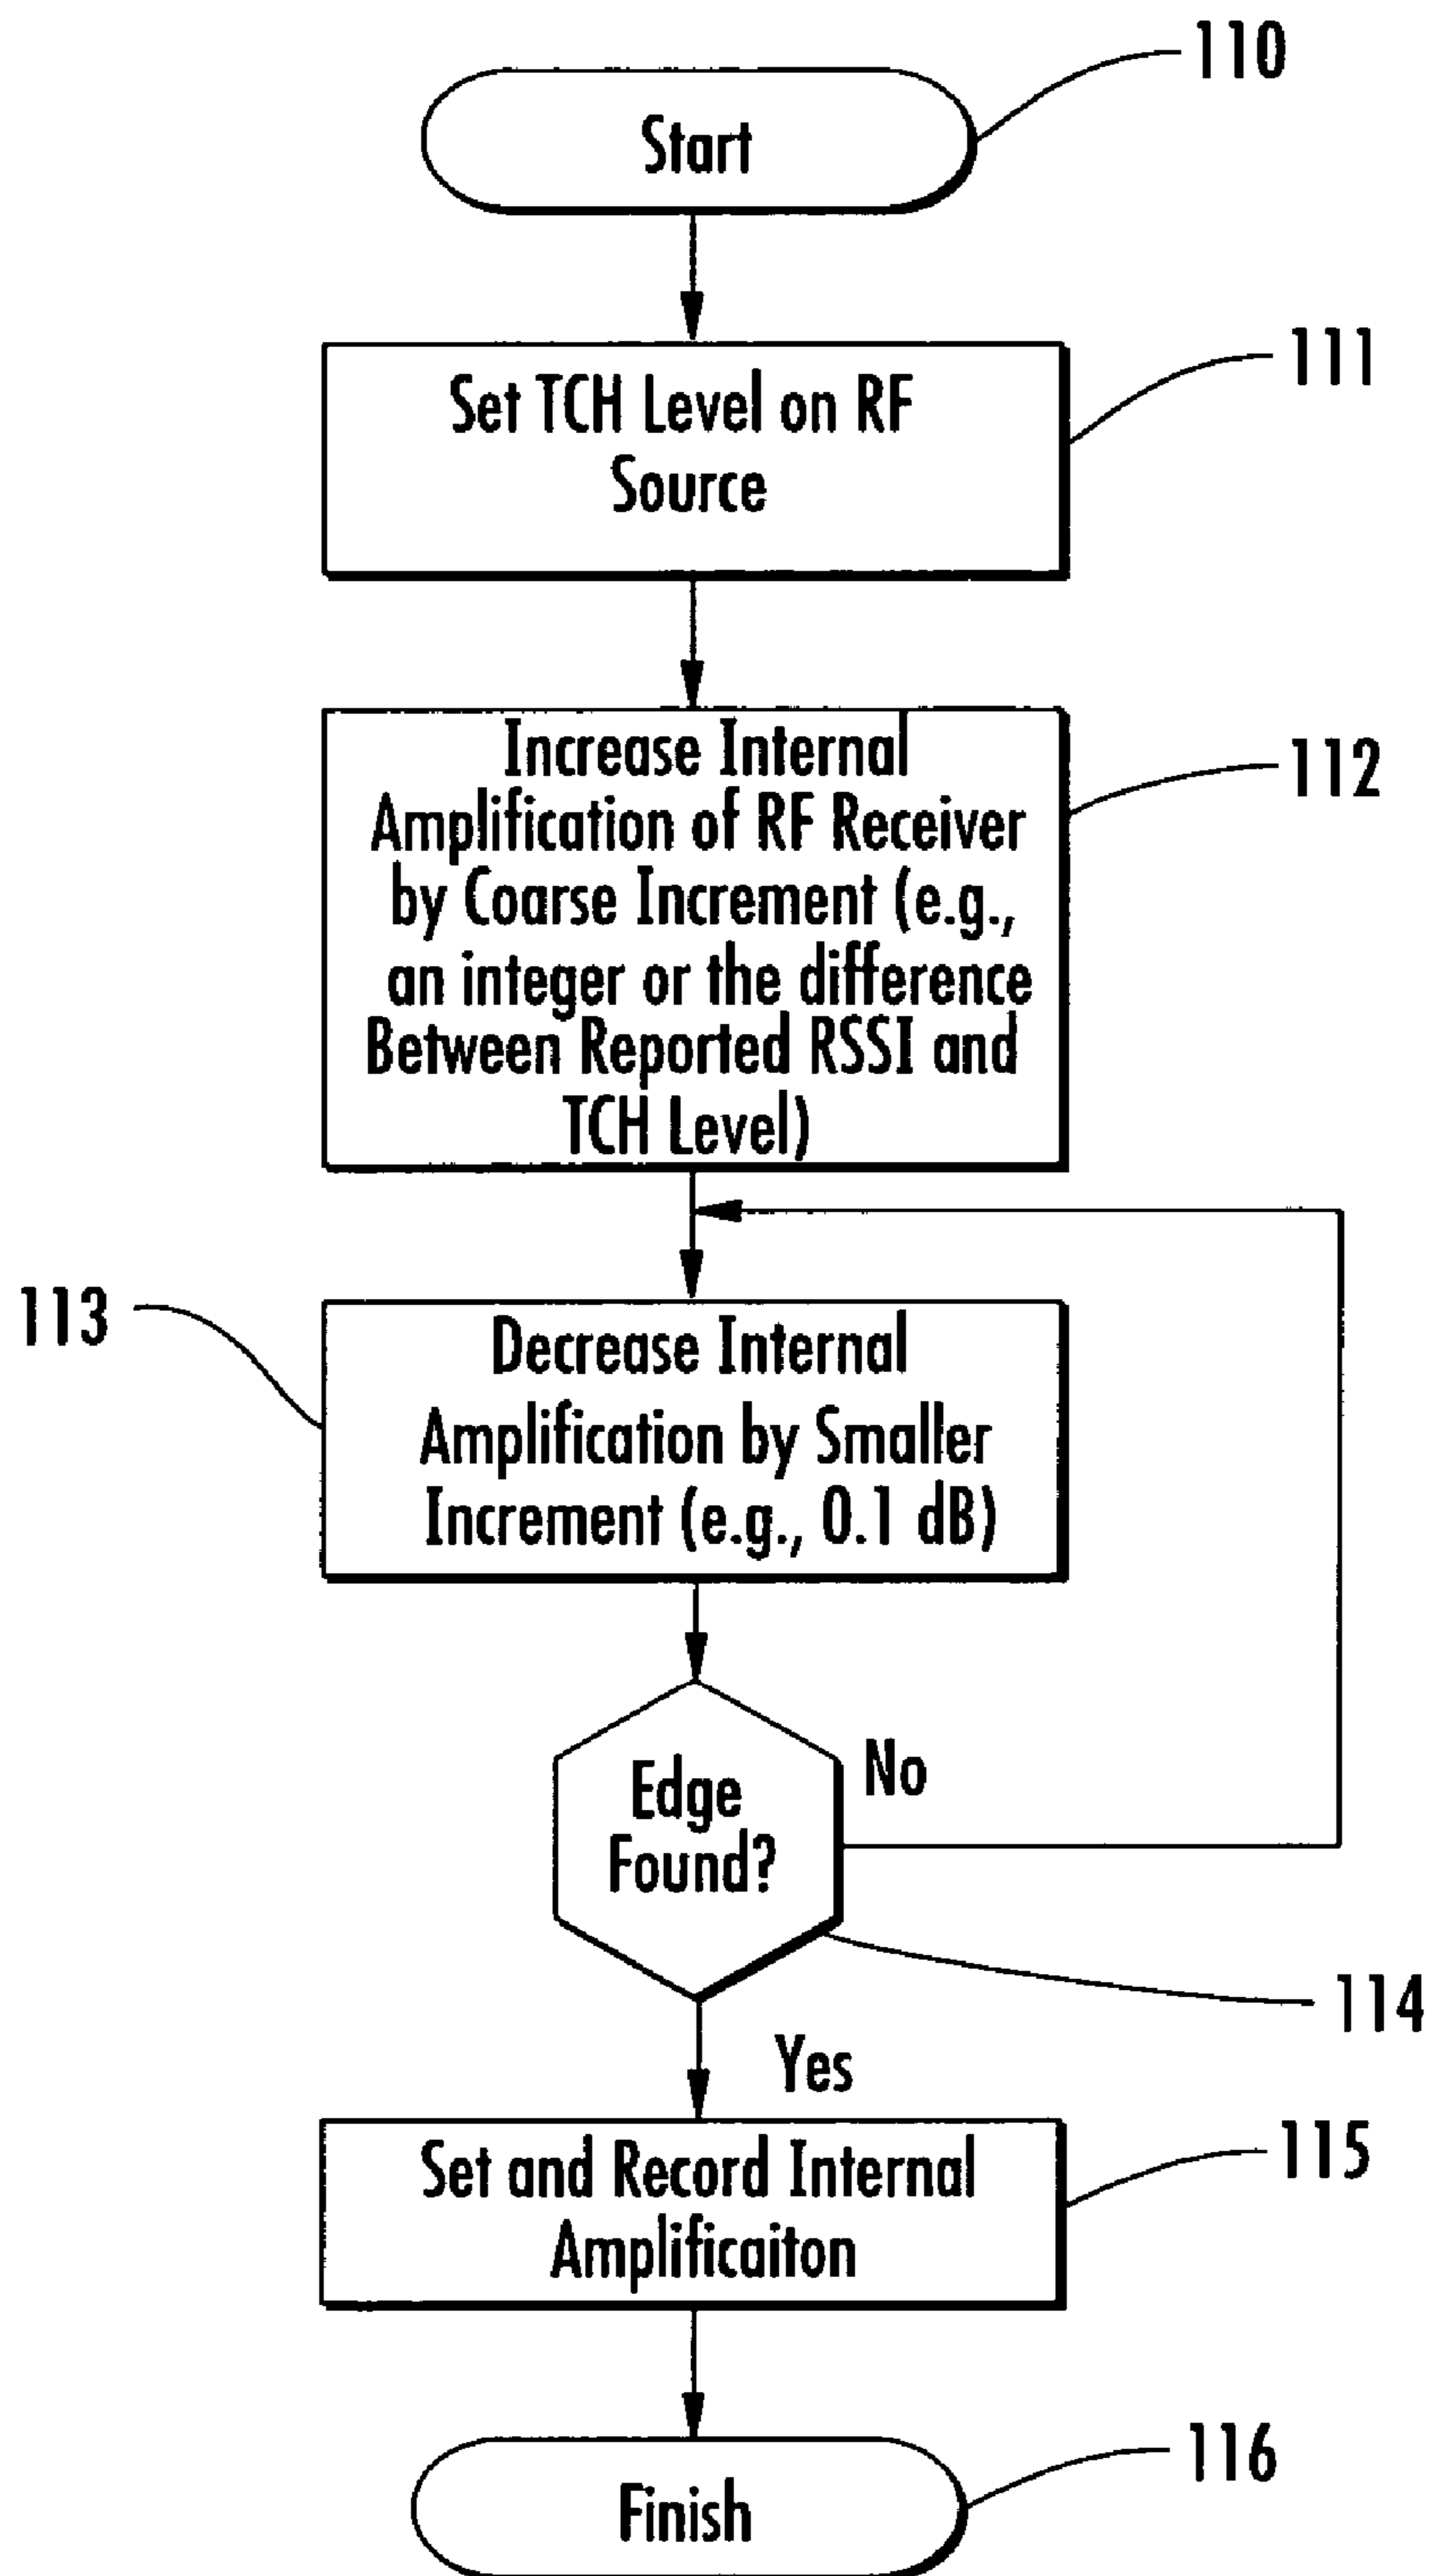 110
Start
111
Set TCH Level on RF
Source
112
Increase Internal
Amplification of RF Receiver
by Coarse Increment (e.g.,
an integer or the difference
Between Reported RSSI and
TCH Level)
113
Decrease Internal
Amplification by Smaller
Increment (e.g., 0.1 dB)
Edge
Found?
No
114
Yes
115
Set and Record Internal
Amplificaiton
116
Finish